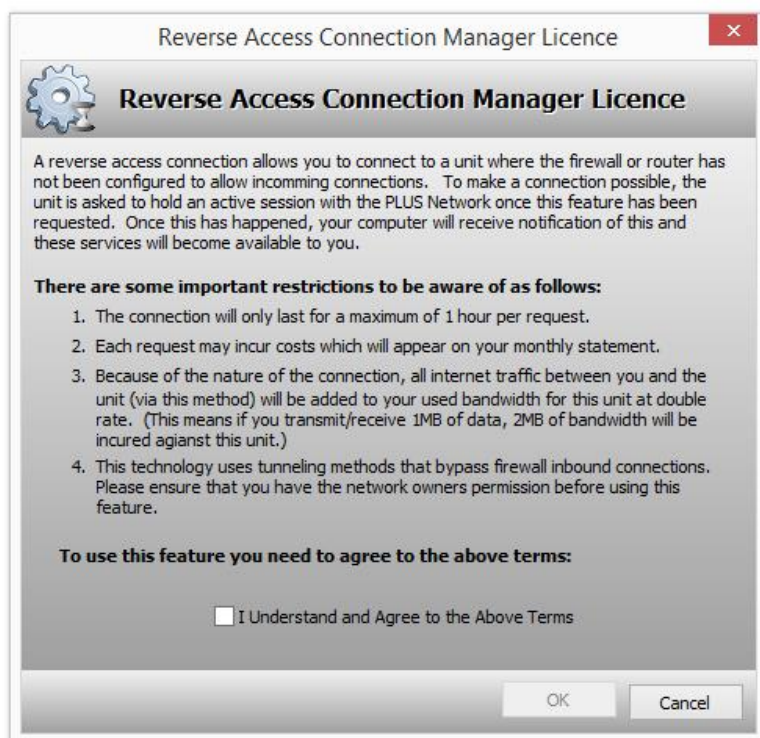 Reverse Access Connection Manager Licence
Reverse Access Connection Manager Licence
A reverse access connection allows you to connect to a unit where the firewall or router has
not been configured to allow incomming connections. To make a connection possible, the
unit is asked to hold an active session with the PLUS Network once this feature has been
requested. Once this has happened, your computer will receive notification of this and
these services will become available to you.
There are some important restrictions to be aware of as follows:
1. The connection will only last for a maximum of 1 hour per request.
2. Each request may incur costs which will appear on your monthly statement.
3. Because of the nature of the connection, all internet traffic between you and the
unit (via this method) will be added to your used bandwidth for this unit at double
rate. (This means if you transmit/receive 1MB of data, 2MB of bandwidth will be
incured agianst this unit.)
4. This technology uses tunneling methods that bypass firewall inbound connections.
Please ensure that you have the network owners permission before using this
feature.
To use this feature you need to agree to the above terms:
I Understand and Agree to the Above Terms
OK
Cancel